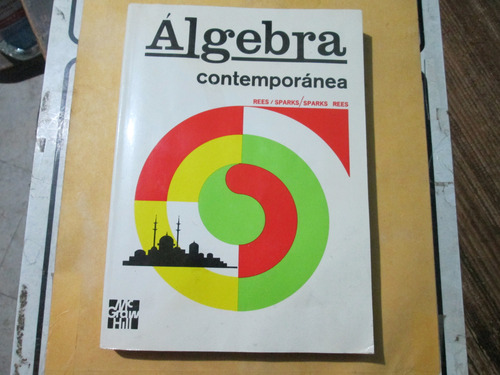 Álgebra
contemporánea
REES / SPARKS / SPARKS REES
Mc
Graw
Hill